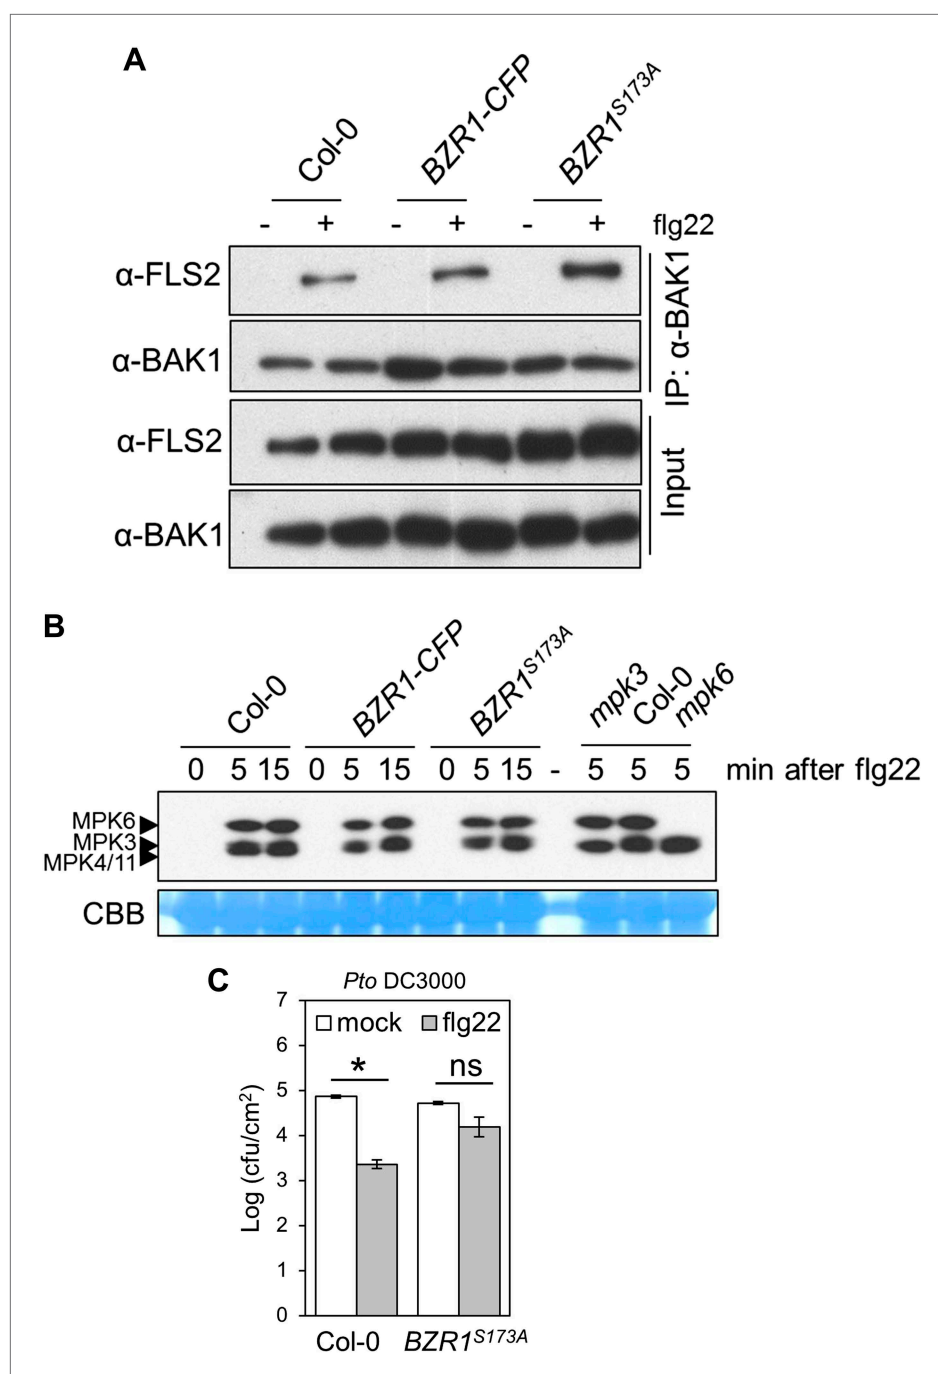 A
Col-0 BZR1-CFP BZR1S173A
- + - + - + flg22
α-FLS2
α-BAK1
IP: α-BAK1
α-FLS2
α-BAK1
Input
B
Col-0 BZR1-CFP BZR1S173A mpk3 Col-0 mpk6
0 5 15 0 5 15 0 5 15 - 5 5 5 min after flg22
MPK6
MPK3
MPK4/11
CBB
C
Pto DC3000
mock flg22
* ns
Log (cfu/cm2)
7
6
5
4
3
2
1
0
Col-0 BZR1S173A